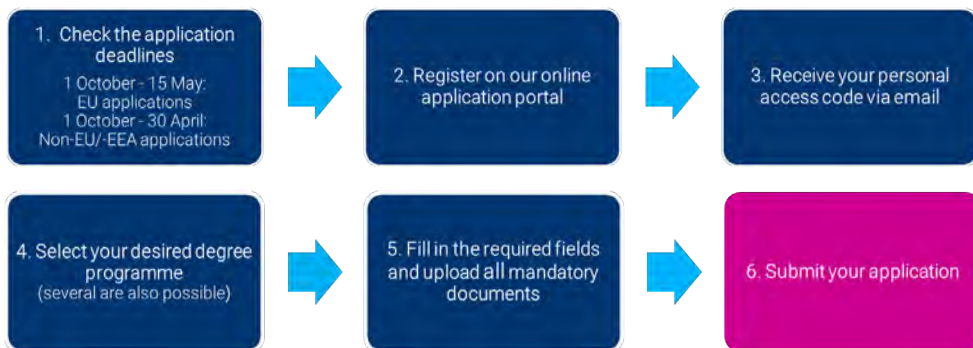 1. Check the application
deadlines
1 October - 15 May:
EU applications
1 October - 30 April:
Non-EU/-EEA applications
2. Register on our online
application portal
3. Receive your personal
access code via email
4. Select your desired degree
programme
(several are also possible)
5. Fill in the required fields
and upload all mandatory
documents
6. Submit your application